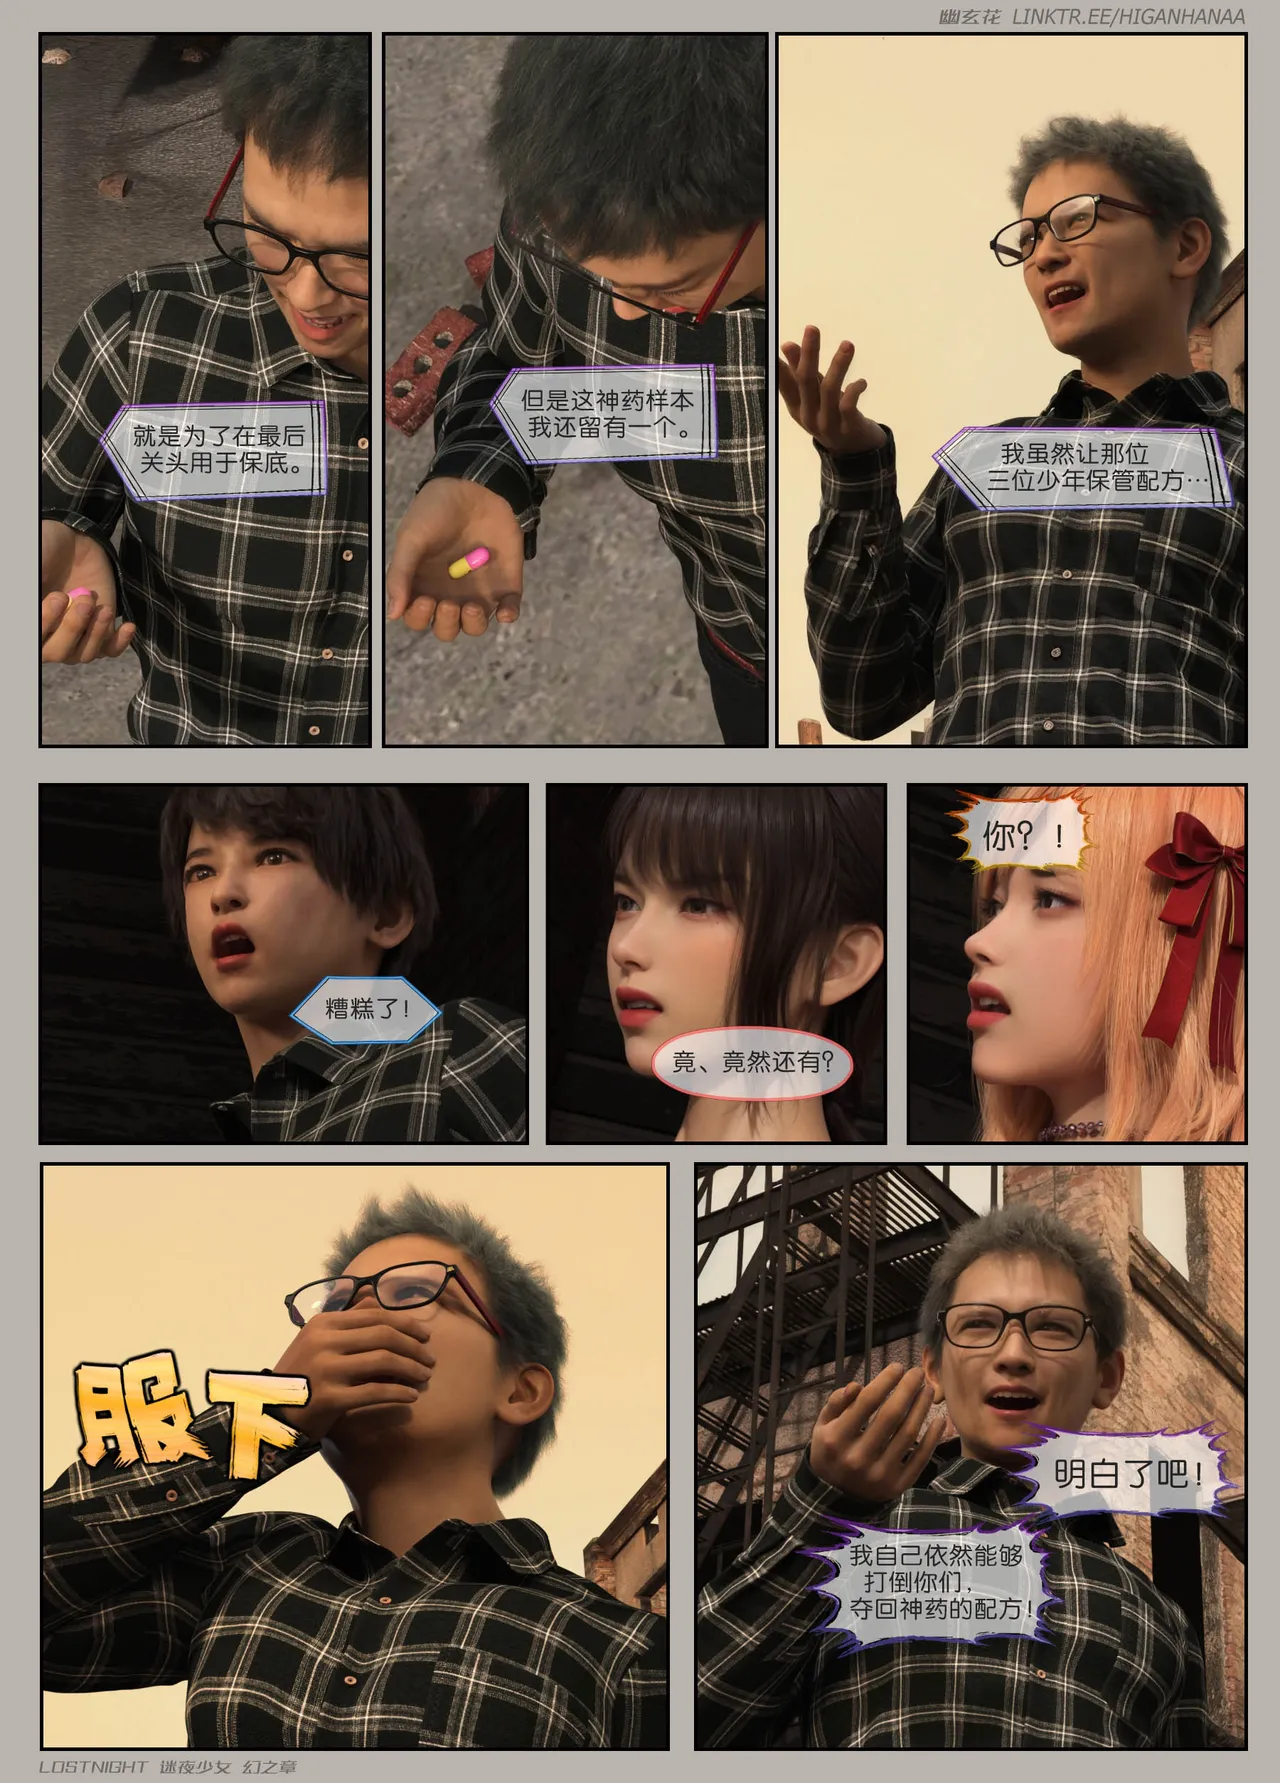 幽玄花 LINKTR.EE/HIGANHANAA
就是为了在最后
关头用于保底。
但是这神药样本
我还留有一个。
我虽然让那位
三位少年保管配方…
糟糕了!
竟、竟然还有?
你?!
服下
明白了吧!
我自己依然能够
打倒你们,
夺回神药的配方!
LOSTNIGHT 迷夜少女 幻之章